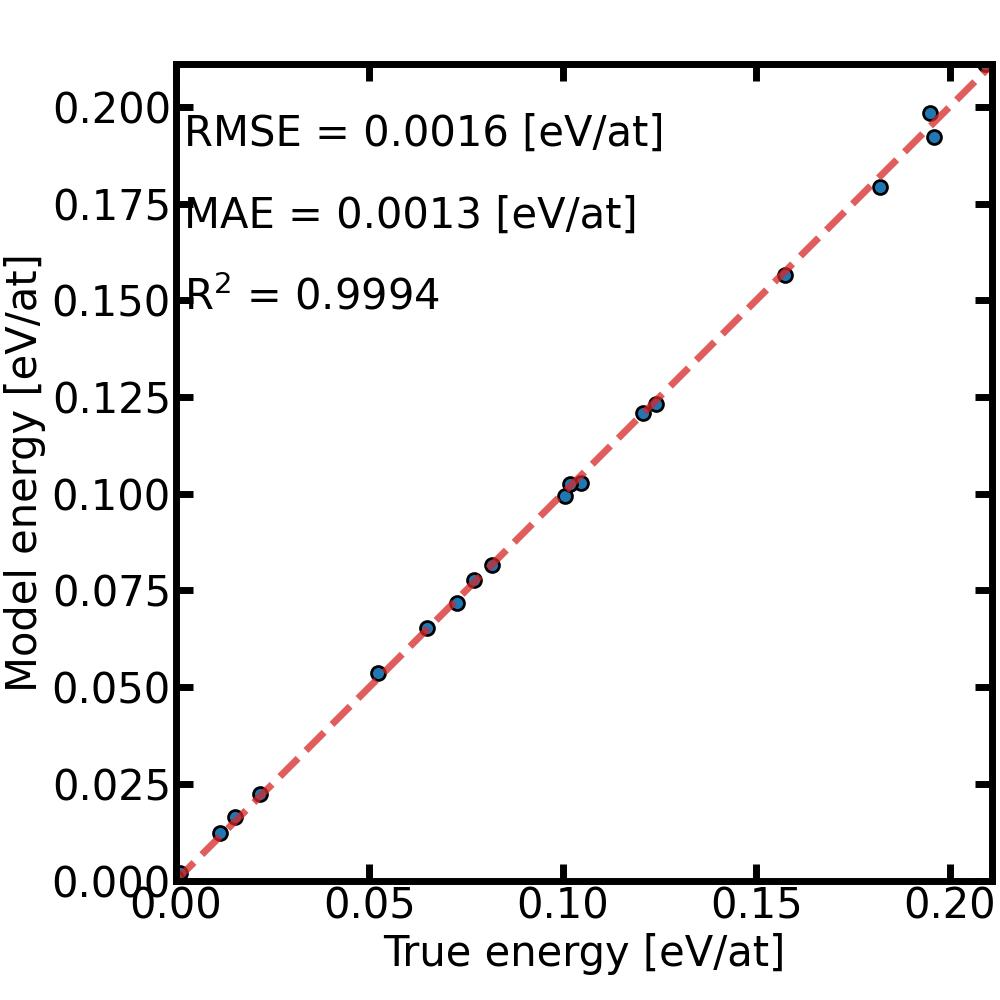 0.200
RMSE = 0.0016 [eV/at]
0.175
MAE = 0.0013 [eV/at]
0.150
R² = 0.9994
0.125
0.100
0.075
0.050
0.025
0.000
Model energy [eV/at]
0.00 0.05 0.10 0.15 0.20
True energy [eV/at]